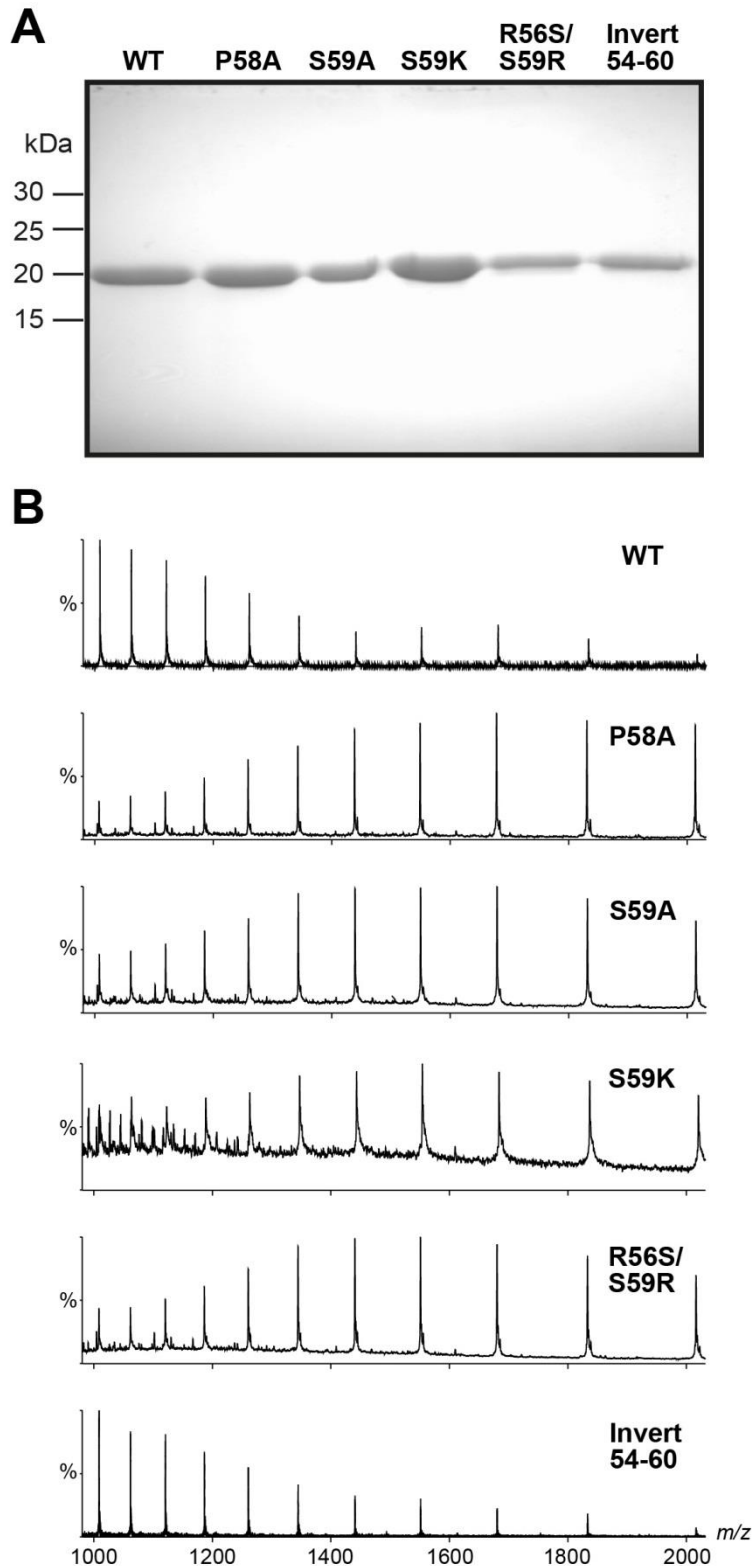 A
WT P58A S59A S59K R56S/ S59R Invert 54-60
kDa
30
25
20
15
B
% WT
% P58A
% S59A
% S59K
% R56S/ S59R
% Invert 54-60
1000 1200 1400 1600 1800 2000 m/z